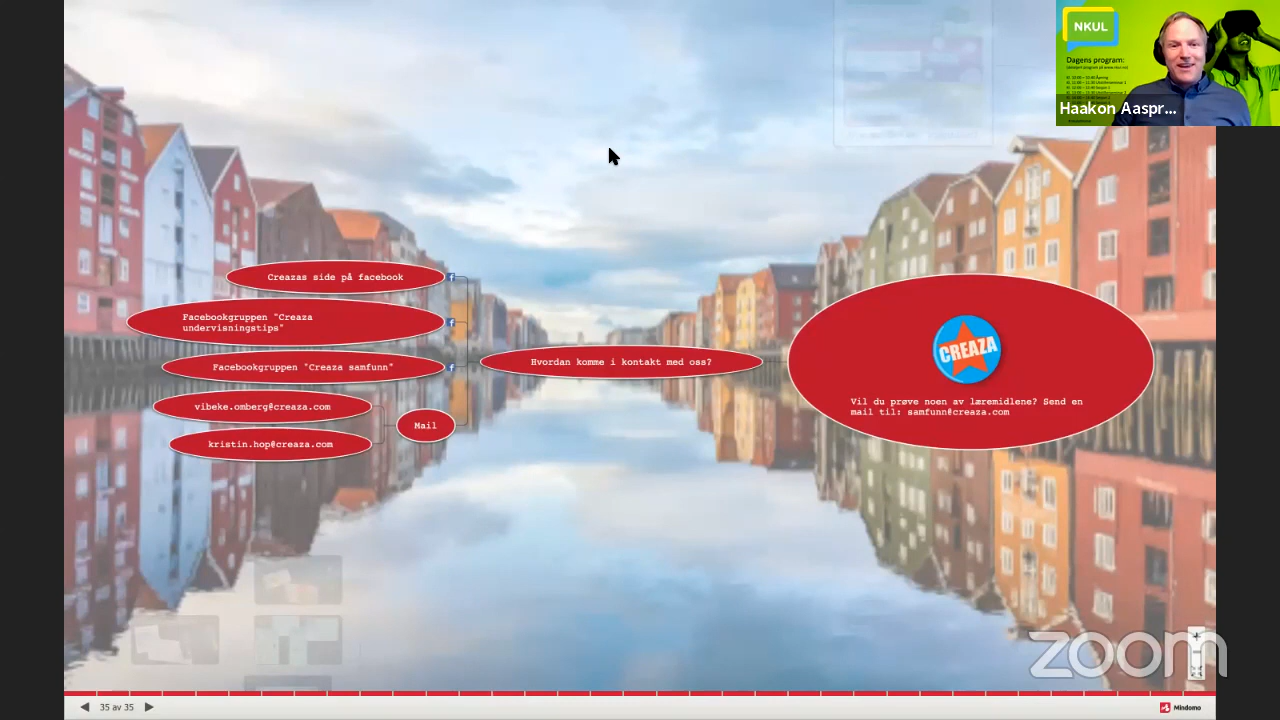 NKUL
Dagens program:
Haakon Aaspr...
Creazas side på facebook
Facebookgruppen "Creaza
undervisningstips"
Facebookgruppen "Creaza samfunn"
vibeke.omberg@creaza.com
kristin.hop@creaza.com
Mail
Hvordan komme i kontakt med oss?
CREAZA
Vil du prøve noen av læremidlene? Send en
mail til: samfunn@creaza.com
zoom
35 av 35
Mindomo